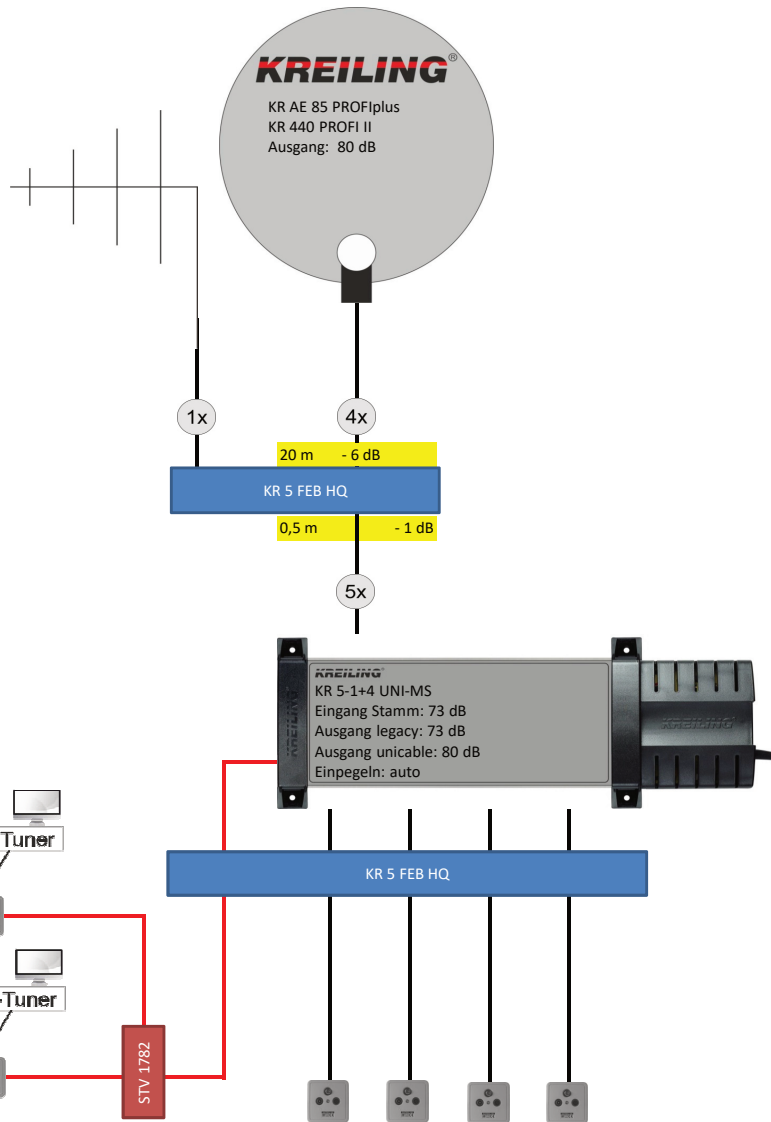 KREILING®
KR AE 85 PROFIplus
KR 440 PROFI II
Ausgang: 80 dB
1x
4x
20 m - 6 dB
KR 5 FEB HQ
0,5 m - 1 dB
5x
KREILING
KREILING
KR 5-1+4 UNI-MS
Eingang Stamm: 73 dB
Ausgang legacy: 73 dB
Ausgang unicable: 80 dB
Einpegeln: auto
KREILING
Tuner
KR 5 FEB HQ
-Tuner
STV 1782